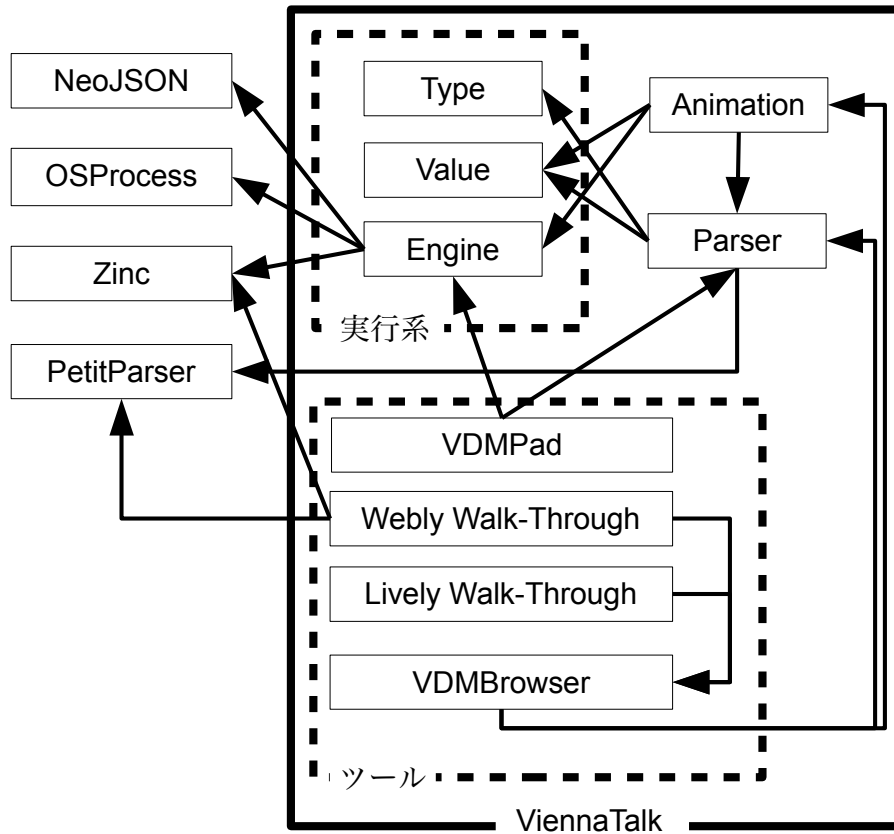 NeoJSON
OSProcess
Zinc
PetitParser
Type
Value
Engine
実行系
Animation
Parser
VDMPad
Webly Walk-Through
Lively Walk-Through
VDMBrowser
ツール
ViennaTalk